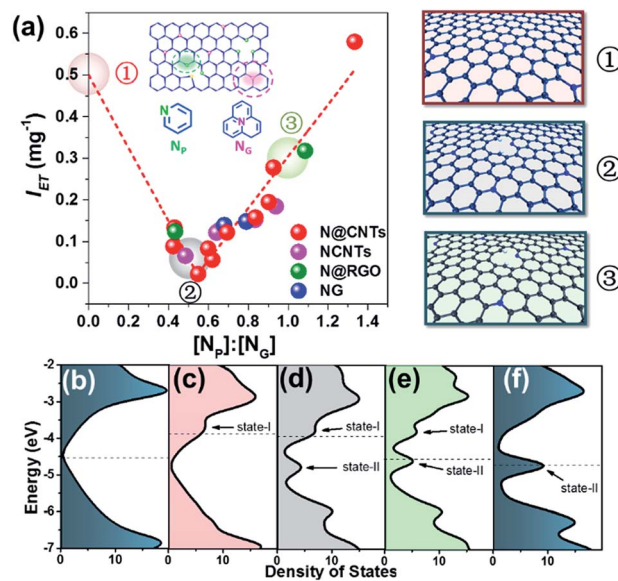 (a)
0.6
0.5
0.4
0.3
0.2
0.1
0.0
I_ET (mg⁻¹)
①
②
③
N
N_P
N
N_G
N@CNTs
NCNTs
N@RGO
NG
0.0 0.2 0.4 0.6 0.8 1.0 1.2 1.4
[N_P]:[N_G]
①
②
③
(b) (c) (d) (e) (f)
-2
-3
-4
-5
-6
-7
Energy (eV)
state-I
state-I
state-II
state-I
state-II
state-II
10 0 10 0 10 0 10 0 10
Density of States